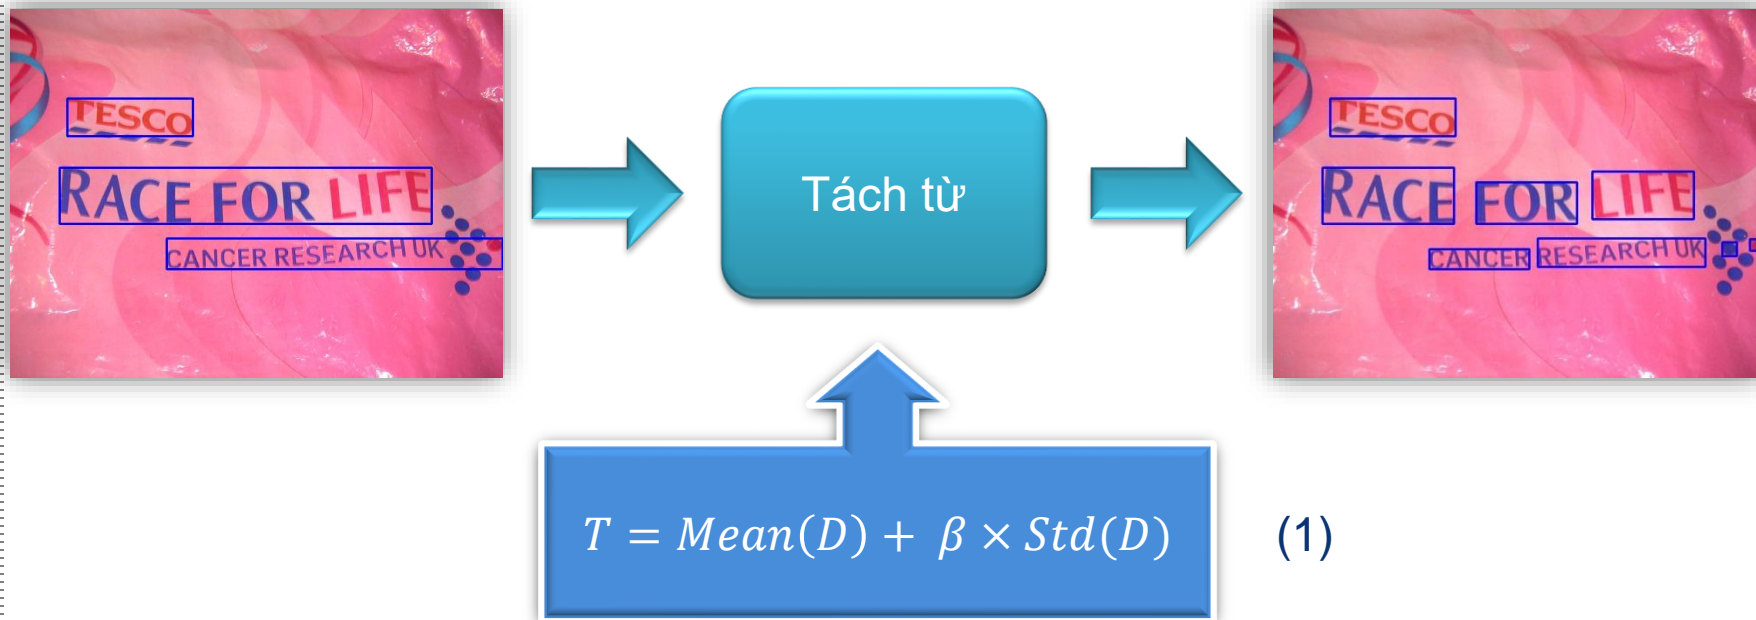 TESCO
RACE FOR LIFE
CANCER RESEARCH UK
Tách từ
TESCO
RACE FOR LIFE
CANCER RESEARCH UK
T = Mean(D) + β × Std(D)
(1)